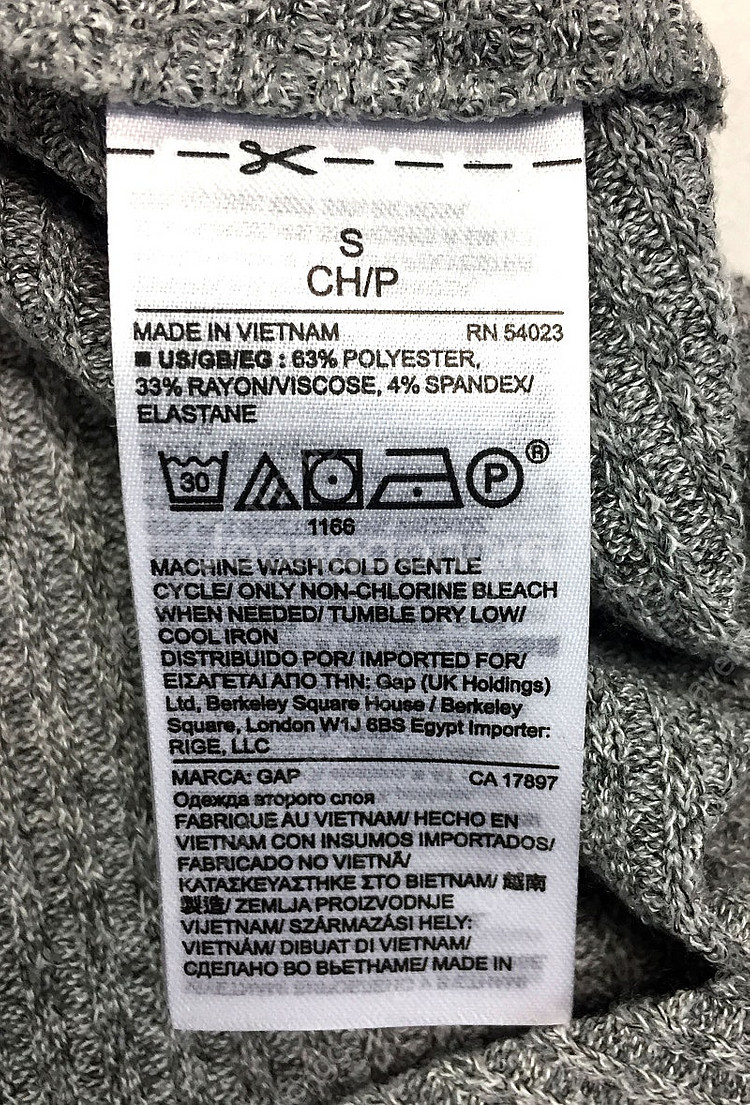 S
CH/P
MADE IN VIETNAM RN 54023
■ US/GB/EG : 63% POLYESTER,
33% RAYON/VISCOSE, 4% SPANDEX/
ELASTANE
30 P ®
1166
MACHINE WASH COLD GENTLE
CYCLE/ ONLY NON-CHLORINE BLEACH
WHEN NEEDED/ TUMBLE DRY LOW/
COOL IRON
DISTRIBUIDO POR/ IMPORTED FOR/
ΕΙΣΑΓΕΤΑΙ ΑΠΟ ΤΗΝ: Gap (UK Holdings)
Ltd, Berkeley Square House / Berkeley
Square, London W1J 6BS Egypt Importer:
RIGE, LLC
MARCA: GAP CA 17897
Одежда второго слоя
FABRIQUE AU VIETNAM/ HECHO EN
VIETNAM CON INSUMOS IMPORTADOS/
FABRICADO NO VIETNÃ/
ΚΑΤΑΣΚΕΥΑΣΤΗΚΕ ΣΤΟ ΒΙΕΤΝΑΜ/ 越南
製造/ ZEMLJA PROIZVODNJE
VIJETNAM/ SZÁRMAZÁSI HELY:
VIETNÁM/ DIBUAT DI VIETNAM/
СДЕЛАНО ВО ВЬЕТНАМЕ/ MADE IN